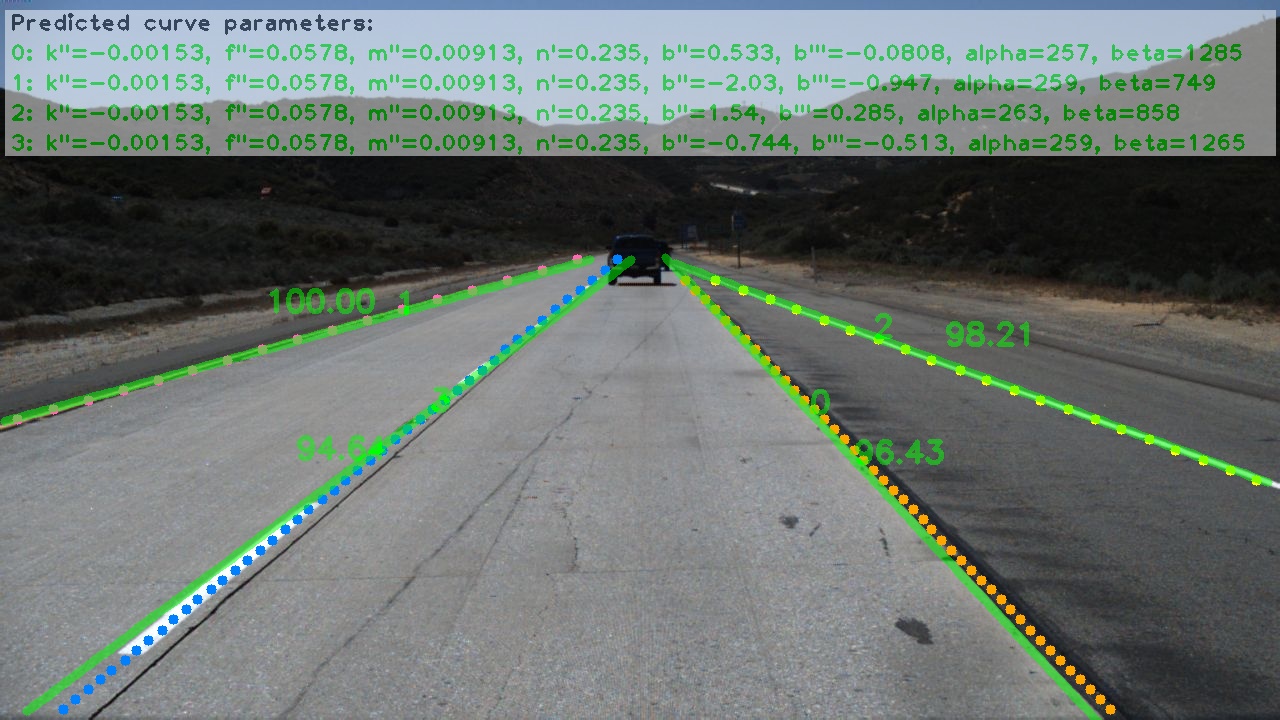 Predicted curve parameters:
0: k''=-0.00153, f''=0.0578, m''=0.00913, n'=0.235, b''=0.533, b'''=-0.0808, alpha=257, beta=1285
1: k''=-0.00153, f''=0.0578, m''=0.00913, n'=0.235, b''=-2.03, b'''=-0.947, alpha=259, beta=749
2: k''=-0.00153, f''=0.0578, m''=0.00913, n'=0.235, b''=1.54, b'''=0.285, alpha=263, beta=858
3: k''=-0.00153, f''=0.0578, m''=0.00913, n'=0.235, b''=-0.744, b'''=-0.513, alpha=259, beta=1265
100.00 1
2 98.21
0
94.64
96.43